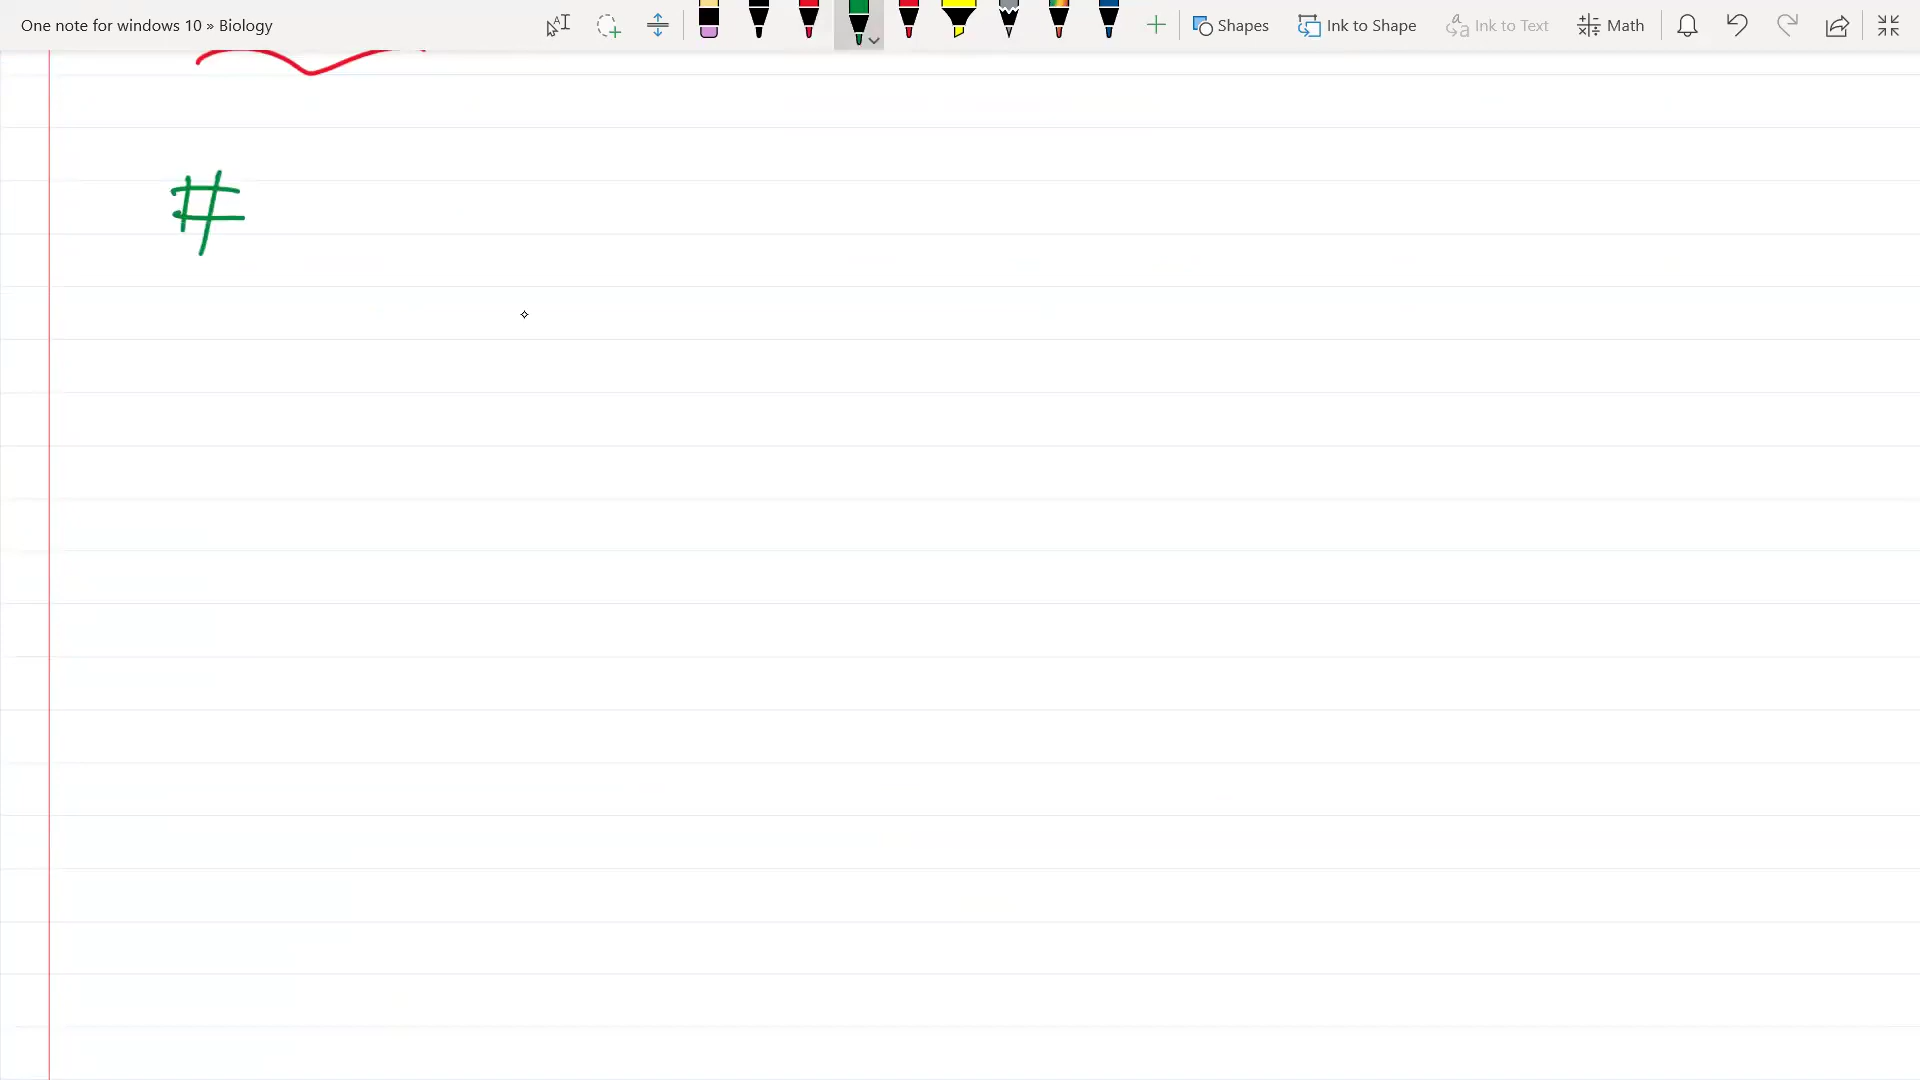 One note for windows 10 » Biology Shapes Ink to Shape Ink to Text Math
#